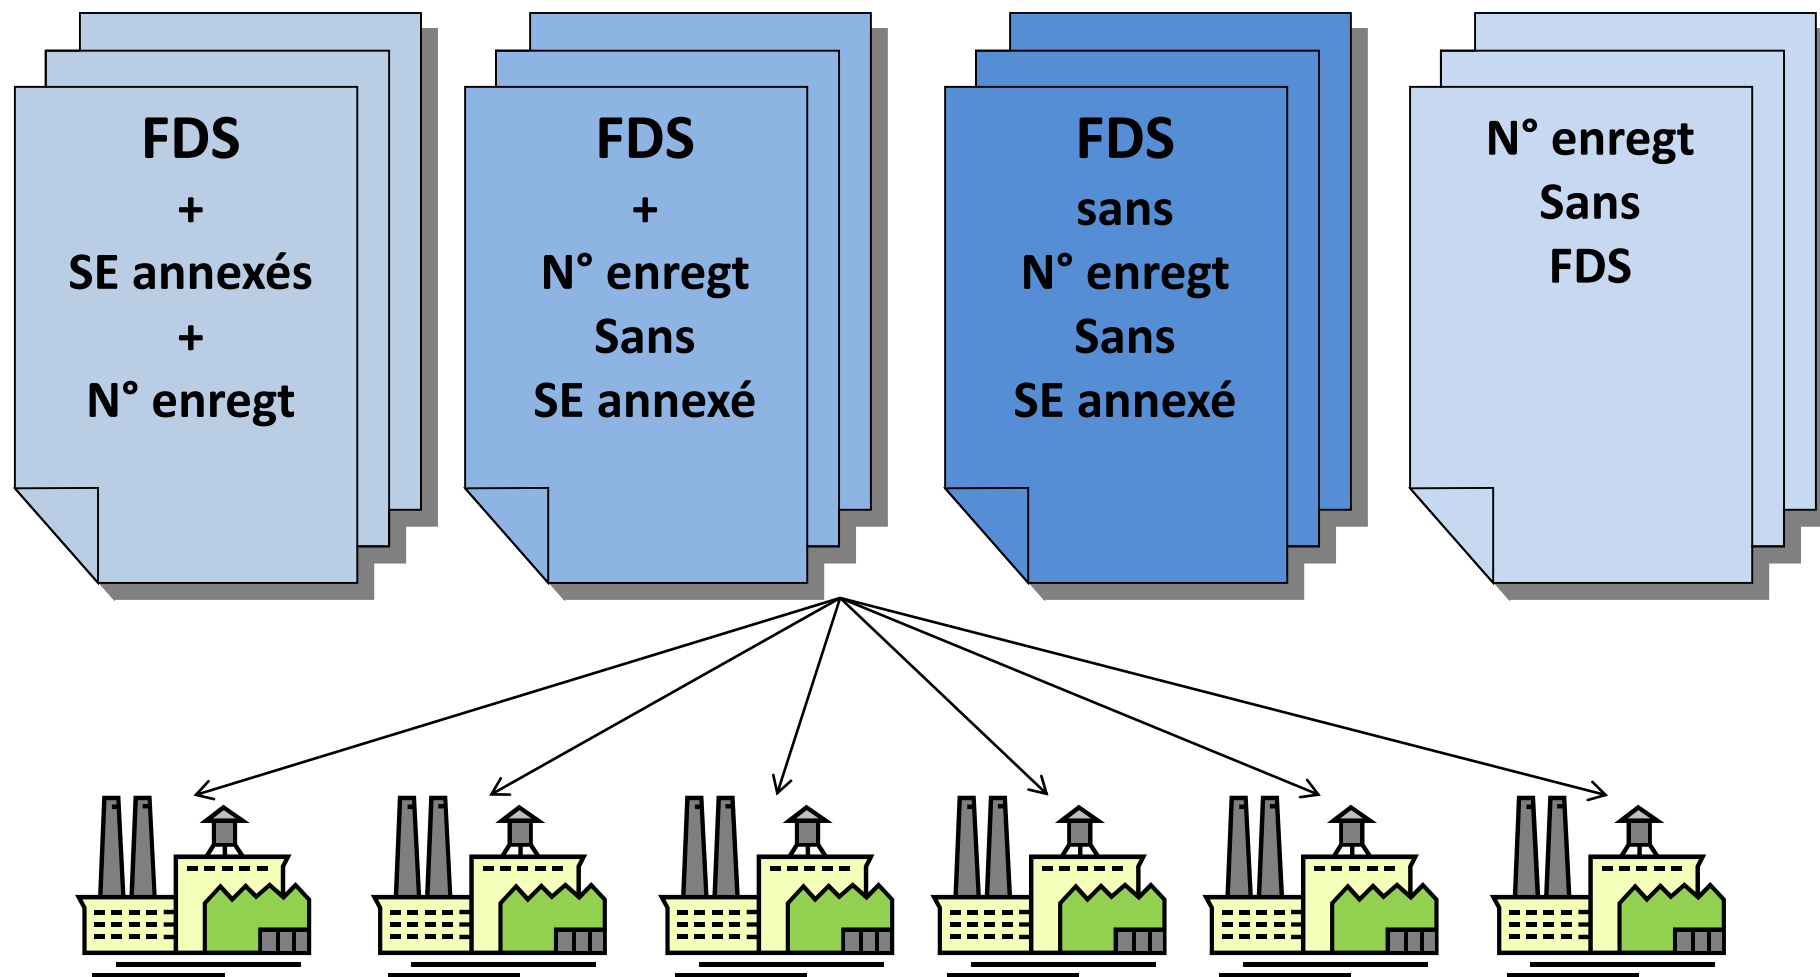 FDS
+
SE annexés
+
N° enregt
FDS
+
N° enregt
Sans
SE annexé
FDS
sans
N° enregt
Sans
SE annexé
N° enregt
Sans
FDS